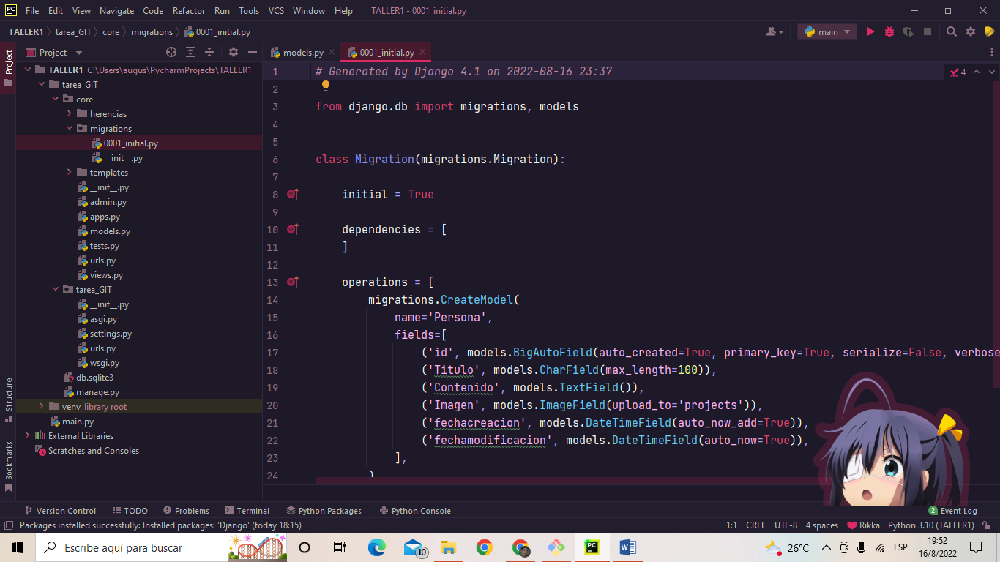 File Edit View Navigate Code Refactor Run Tools VCS Window Help TALLER1 - 0001_initial.py
TALLER1 tarea_GIT core migrations 0001_initial.py main
Project
Project
models.py 0001_initial.py
TALLER1 C:\Users\augus\PycharmProjects\TALLER1
tarea_GIT
core
herencias
migrations
0001_initial.py
__init__.py
templates
__init__.py
admin.py
apps.py
models.py
tests.py
urls.py
views.py
tarea_GIT
__init__.py
asgi.py
settings.py
urls.py
wsgi.py
db.sqlite3
manage.py
venv library root
main.py
External Libraries
Scratches and Consoles
Structure
Bookmarks
1 # Generated by Django 4.1 on 2022-08-16 23:37
4
2
3 from django.db import migrations, models
4
5
6 class Migration(migrations.Migration):
7
8 initial = True
9
10 dependencies = [
11 ]
12
13 operations = [
14 migrations.CreateModel(
15 name='Persona',
16 fields=[
17 ('id', models.BigAutoField(auto_created=True, primary_key=True, serialize=False, verbose
18 ('Titulo', models.CharField(max_length=100)),
19 ('Contenido', models.TextField()),
20 ('Imagen', models.ImageField(upload_to='projects')),
21 ('fechacreacion', models.DateTimeField(auto_now_add=True)),
22 ('fechamodificacion', models.DateTimeField(auto_now=True)),
23 ],
24 )
Version Control TODO Problems Terminal Python Packages Python Console 2 Event Log
Packages installed successfully: Installed packages: 'Django' (today 18:15) 1:1 CRLF UTF-8 4 spaces Rikka Python 3.10 (TALLER1)
Escribe aquí para buscar 10 26°C ESP 19:52
16/8/2022